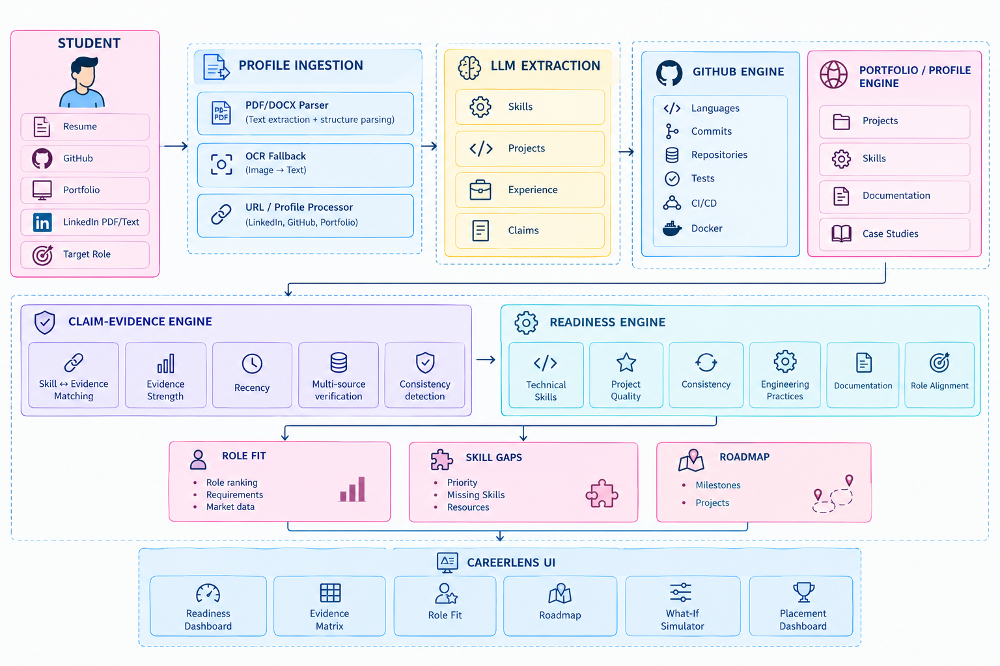 STUDENT
Resume
GitHub
Portfolio
LinkedIn PDF/Text
Target Role
PROFILE INGESTION
PDF/DOCX Parser
(Text extraction + structure parsing)
OCR Fallback
(Image → Text)
URL / Profile Processor
(LinkedIn, GitHub, Portfolio)
LLM EXTRACTION
Skills
Projects
Experience
Claims
GITHUB ENGINE
Languages
Commits
Repositories
Tests
CI/CD
Docker
PORTFOLIO / PROFILE
ENGINE
Projects
Skills
Documentation
Case Studies
CLAIM-EVIDENCE ENGINE
Skill ↔ Evidence
Matching
Evidence
Strength
Recency
Multi-source
verification
Consistency
detection
READINESS ENGINE
Technical
Skills
Project
Quality
Consistency
Engineering
Practices
Documentation
Role Alignment
ROLE FIT
• Role ranking
• Requirements
• Market data
SKILL GAPS
• Priority
• Missing Skills
• Resources
ROADMAP
• Milestones
• Projects
CAREERLENS UI
Readiness
Dashboard
Evidence
Matrix
Role Fit
Roadmap
What-If
Simulator
Placement
Dashboard